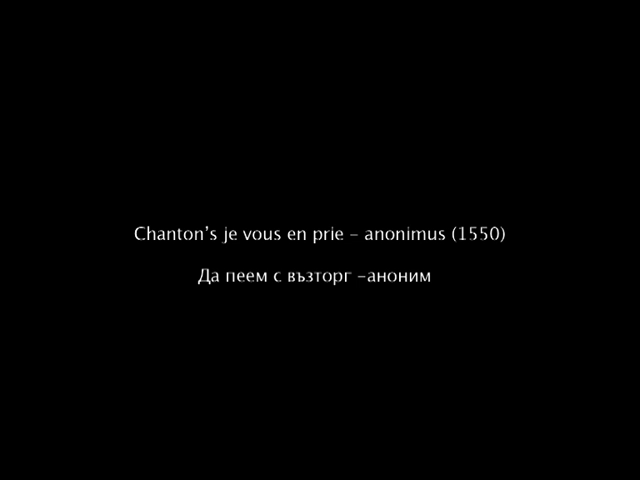 Chanton's je vous en prie - anonimus (1550)
Да пеем с възторг -аноним